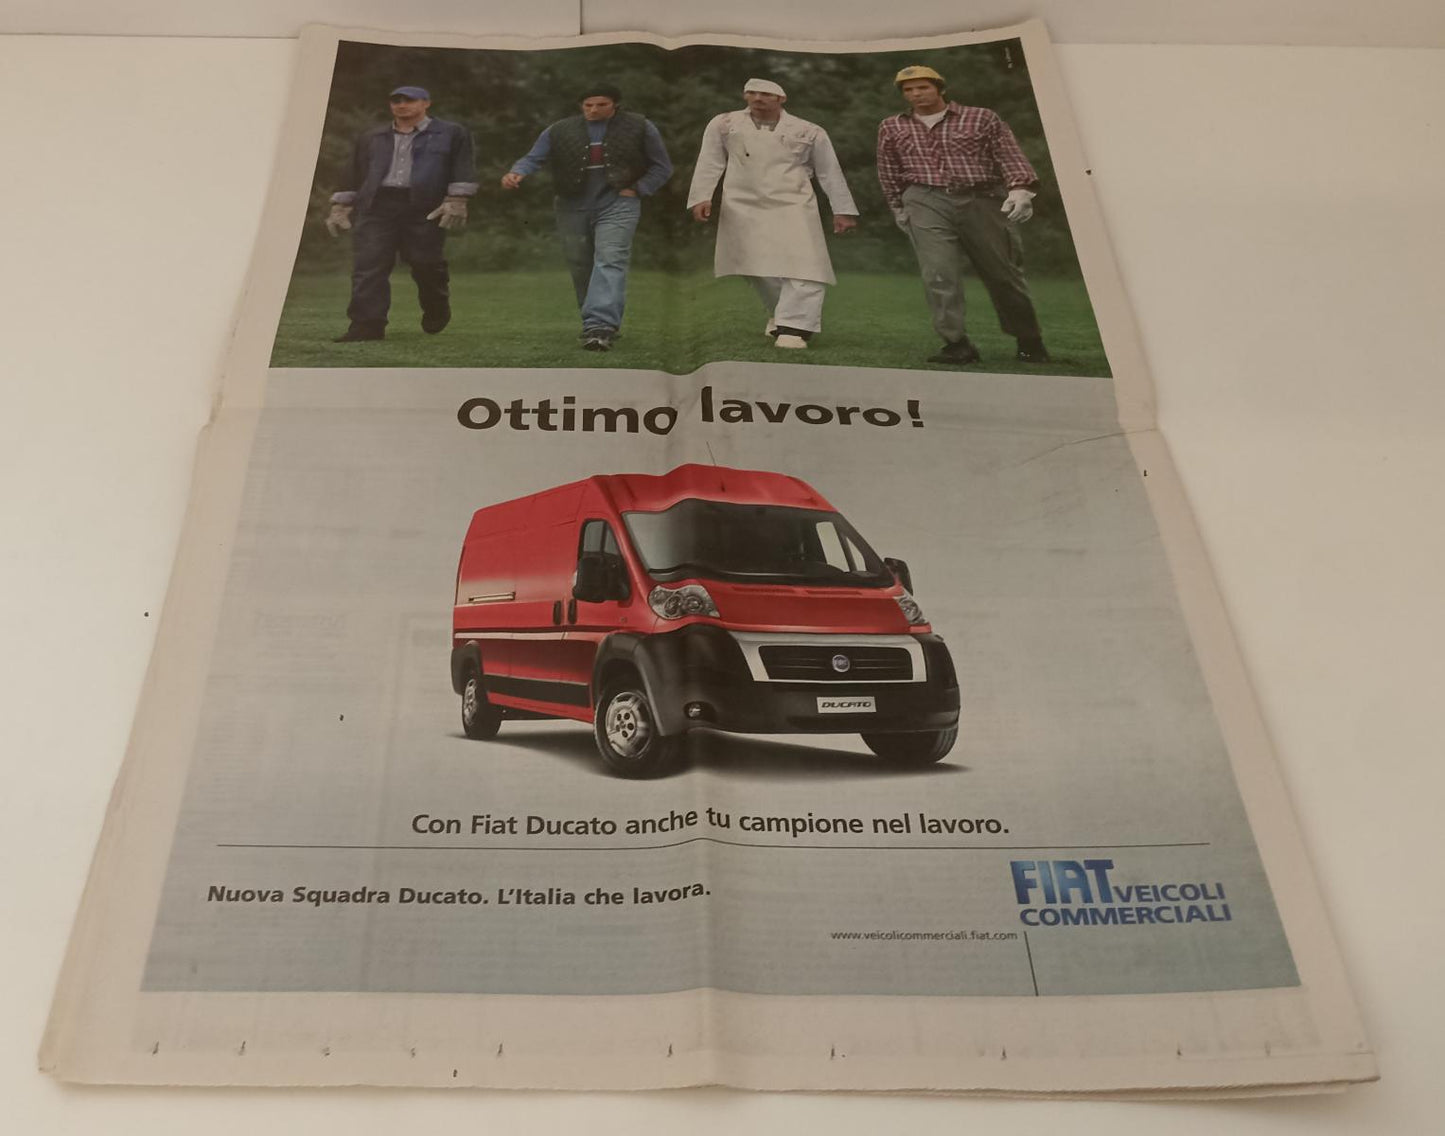 Ottimo lavoro!
FIAT
DUCATO
Con Fiat Ducato anche tu campione nel lavoro.
Nuova Squadra Ducato. L'Italia che lavora.
FIAT VEICOLI
COMMERCIALI
www.veicolicommerciali.fiat.com